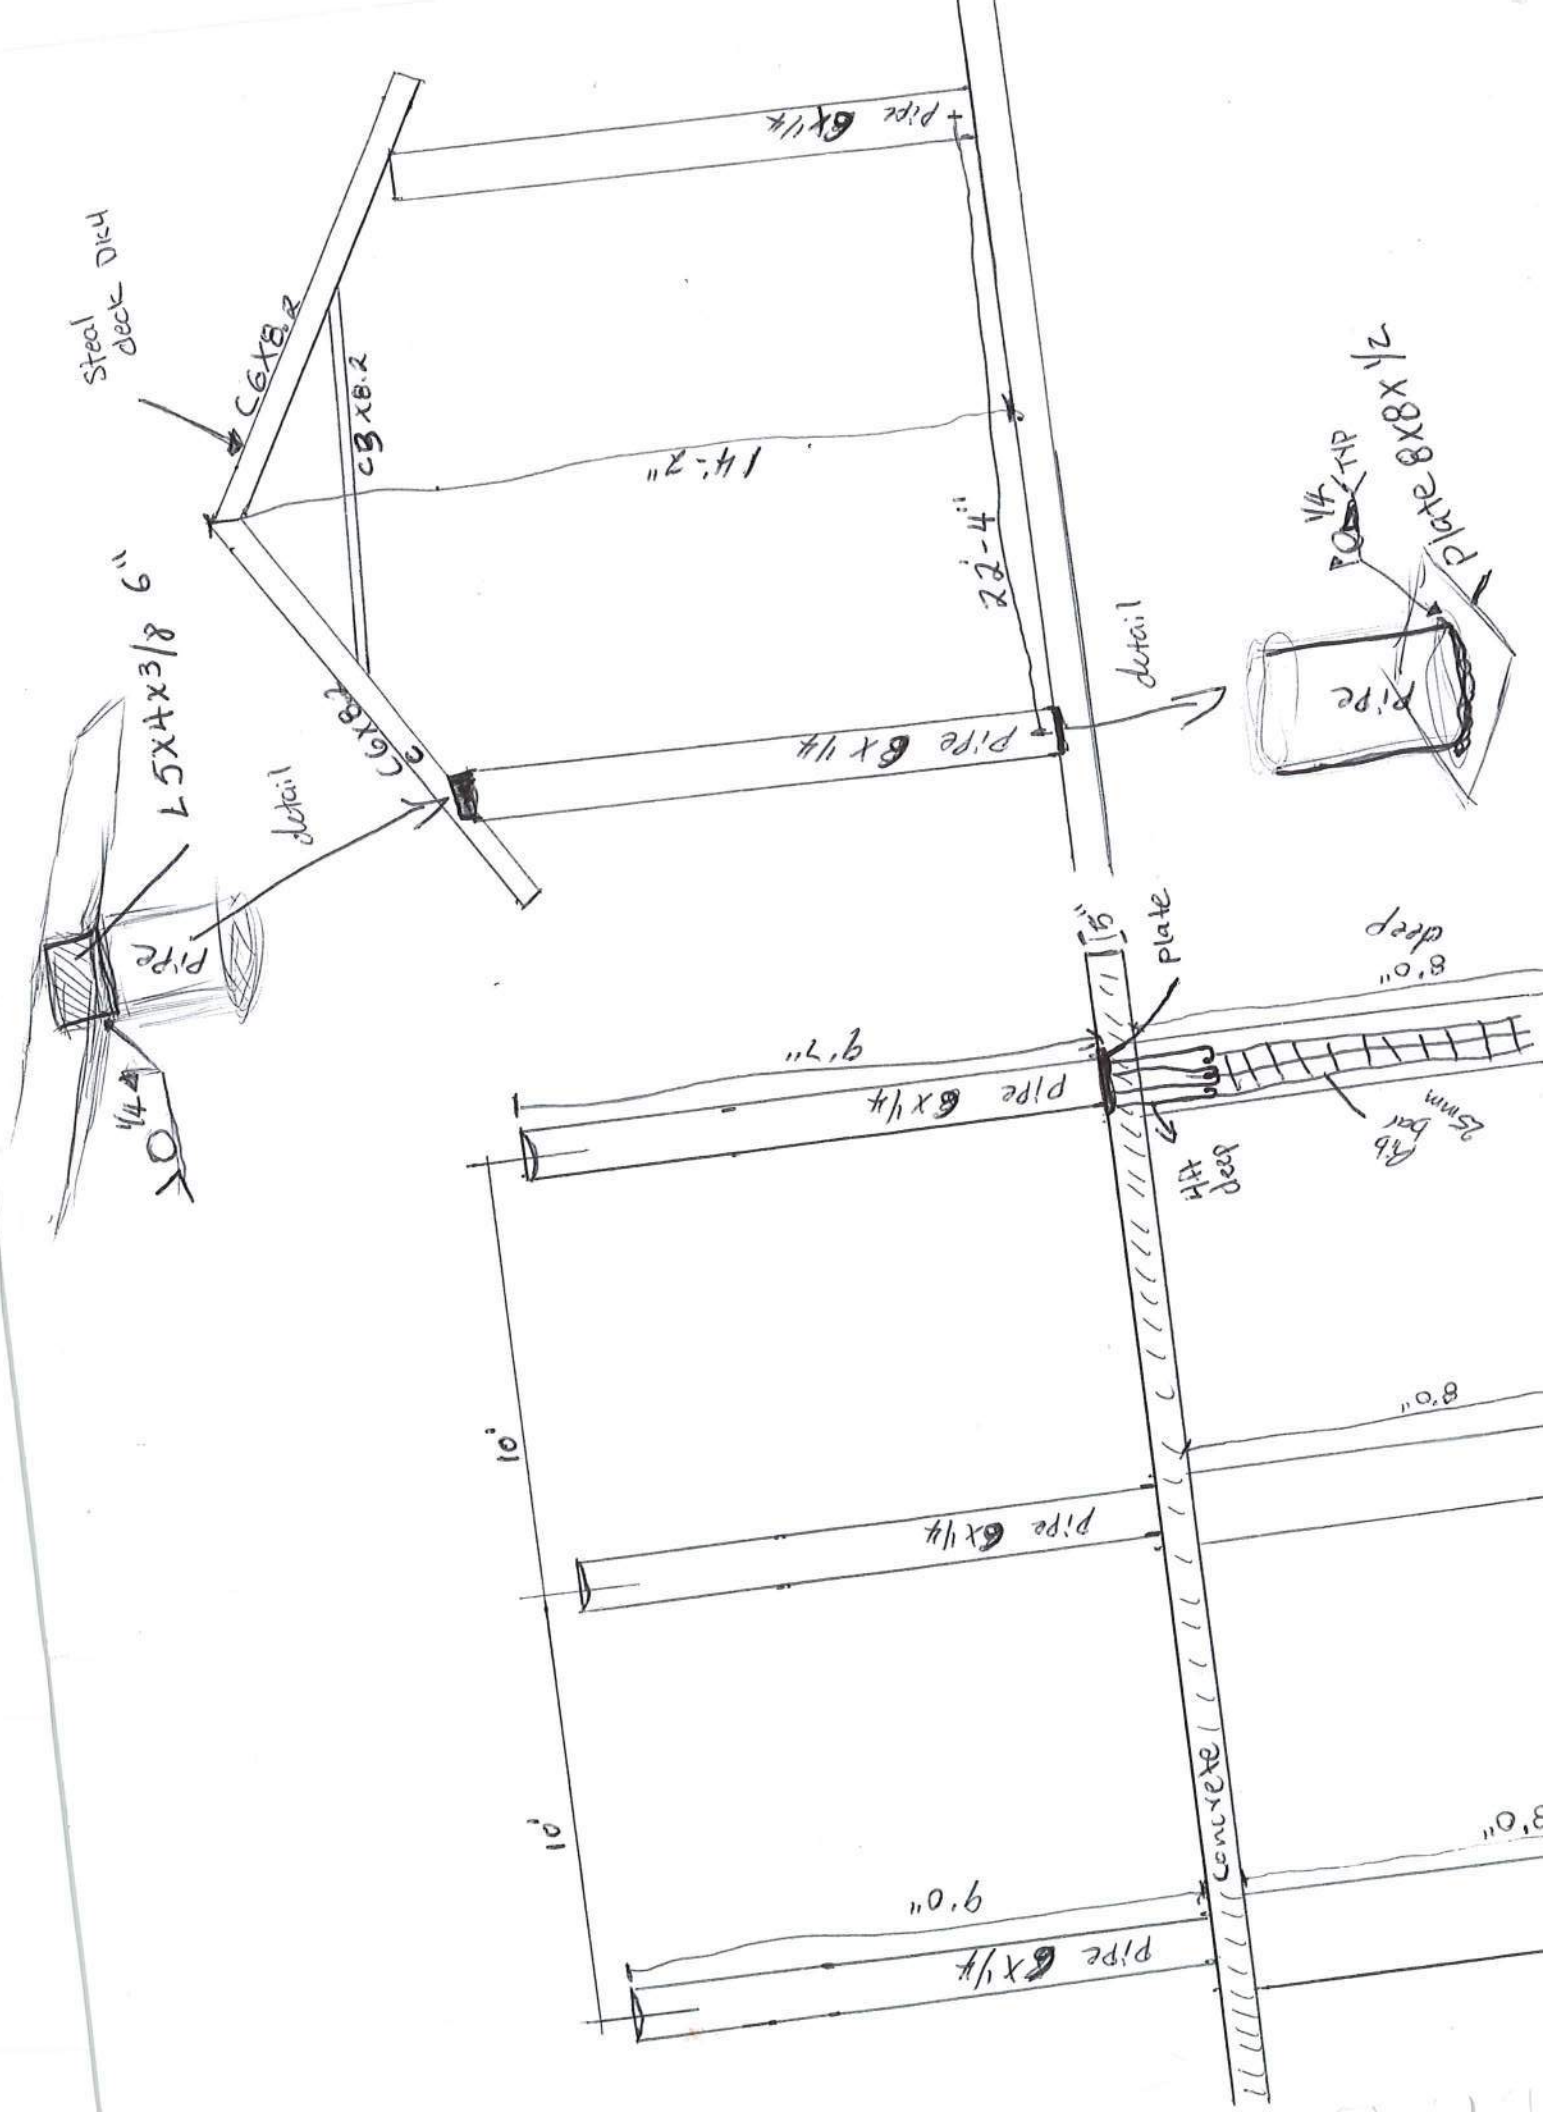 Steal
deck DK4
C6X8.2
C3X8.2
C6X8.2
L5X4X3/8 6"
detail
PiPe
1/4
14'-2"
22'-4"
PiPe 6X1/4
PiPe 6X1/4
detail
1/4
TYP
Plate 8X8X1/2
PiPe
10'
10'
9'7"
PiPe 6X1/4
PiPe 6X1/4
9'0"
PiPe 6X1/4
5"
Plate
concrete
4ft
deep
Rib
bar
25mm
8'0"
deep
8'0"
8'0"